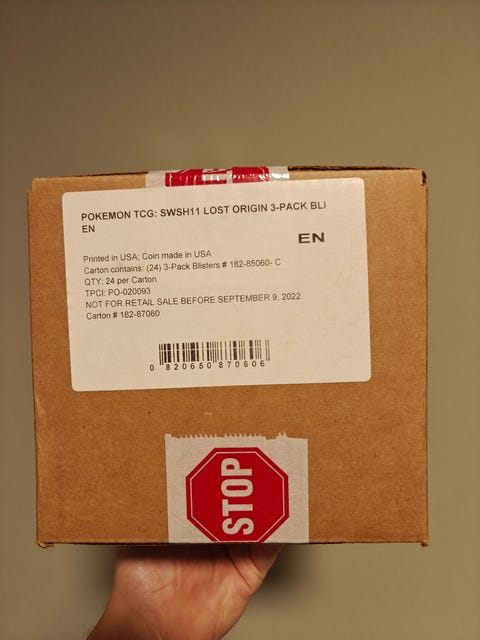 POKEMON TCG: SWSH11 LOST ORIGIN 3-PACK BLI
EN
EN
Printed in USA; Coin made in USA
Carton contains: (24) 3-Pack Blisters # 182-85060- C
QTY: 24 per Carton
TPCI: PO-020093
NOT FOR RETAIL SALE BEFORE SEPTEMBER 9, 2022
Carton # 182-87060
0 820650 870606
STOP